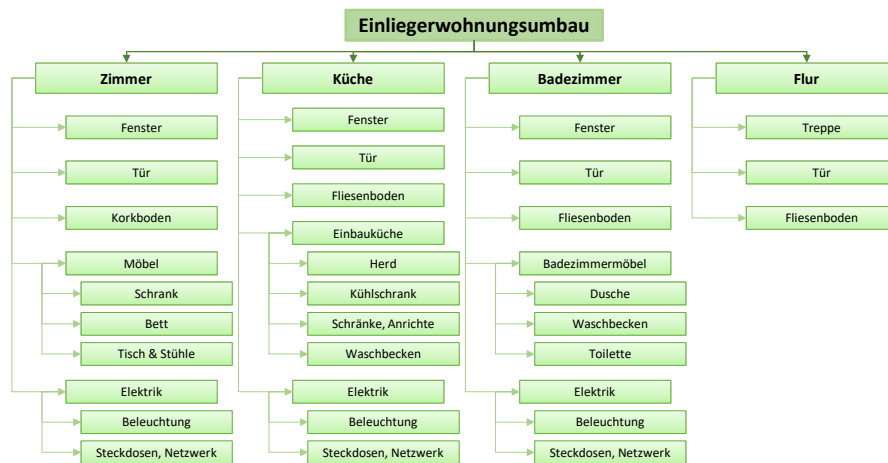 Einliegerwohnungsumbau
Zimmer
Fenster
Tür
Korkboden
Möbel
Schrank
Bett
Tisch & Stühle
Elektrik
Beleuchtung
Steckdosen, Netzwerk
Küche
Fenster
Tür
Fliesenboden
Einbauküche
Herd
Kühlschrank
Schränke, Anrichte
Waschbecken
Elektrik
Beleuchtung
Steckdosen, Netzwerk
Badezimmer
Fenster
Tür
Fliesenboden
Badezimmermöbel
Dusche
Waschbecken
Toilette
Elektrik
Beleuchtung
Steckdosen, Netzwerk
Flur
Treppe
Tür
Fliesenboden